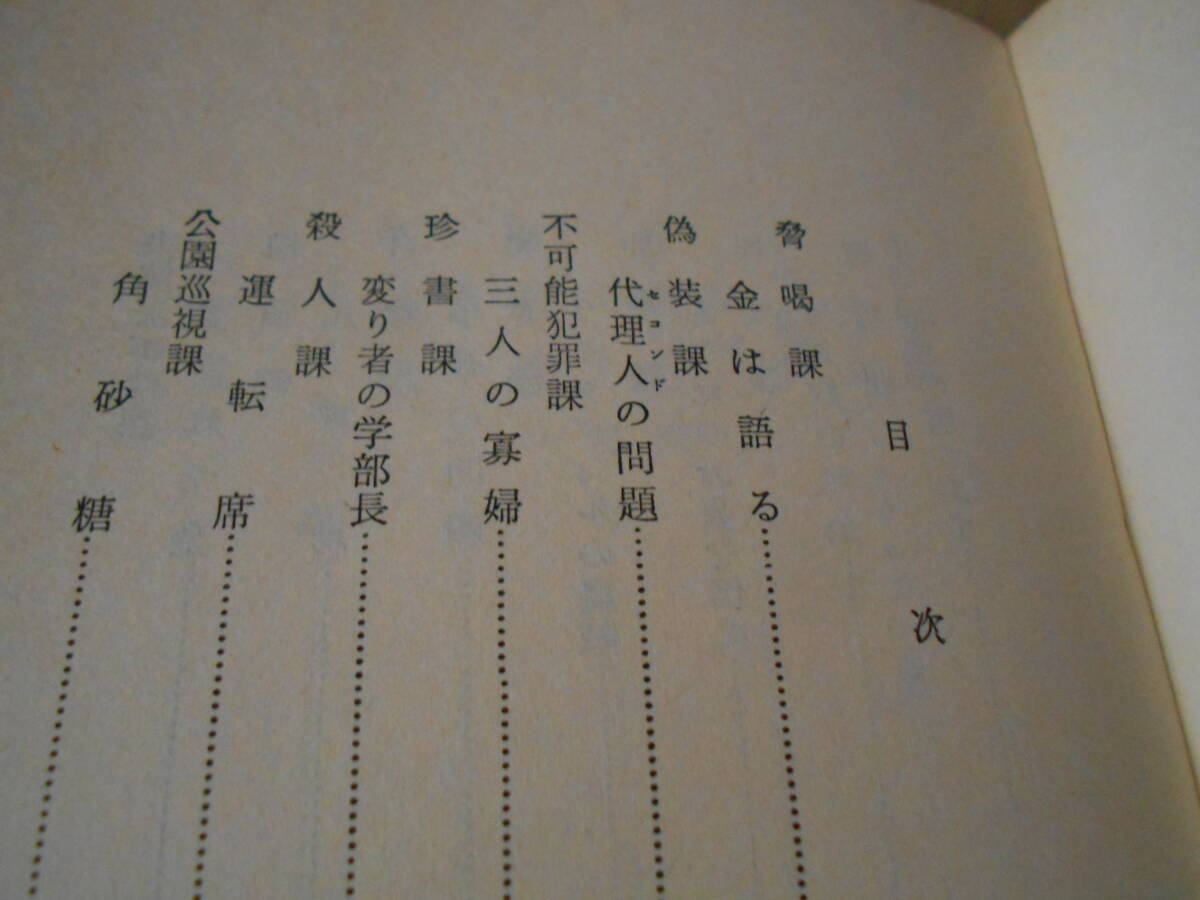 目次
脅喝課
金は語る
偽装課
代理人の問題
セコンド
不可能犯罪課
三人の寡婦
珍書課
変り者の学部長
殺人課
運転席
公園巡視課
角砂糖